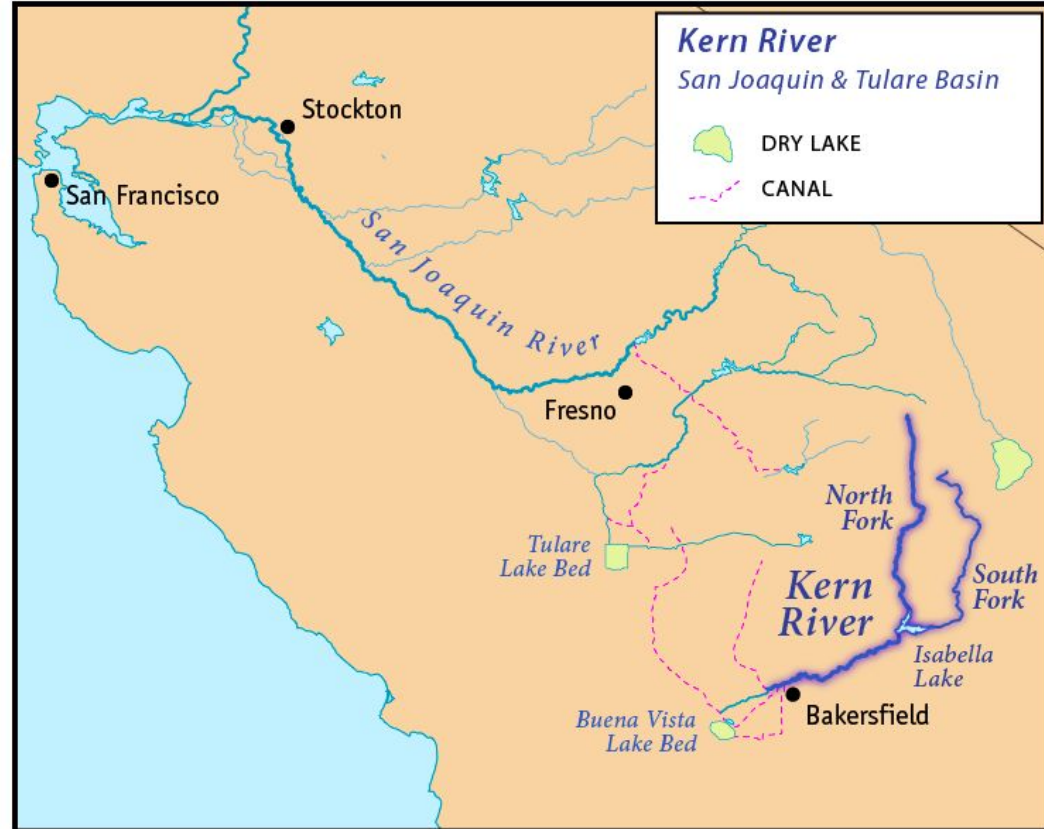 Kern River
San Joaquin & Tulare Basin
DRY LAKE
CANAL
Stockton
San Francisco
San Joaquin River
Fresno
North
Fork
Tulare
Lake Bed
Kern
River
South
Fork
Isabella
Lake
Buena Vista
Lake Bed
Bakersfield